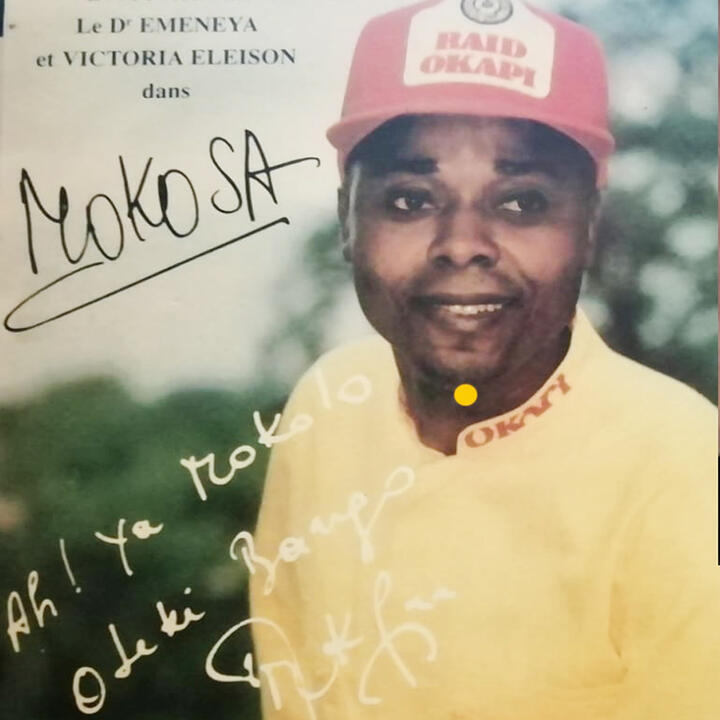 Le Dʳ EMENEYA
et VICTORIA ELEISON
dans
MOKOSA
RAID
OKAPI
OKAPI
Ah! Ya Mokolo
Odeki Bango